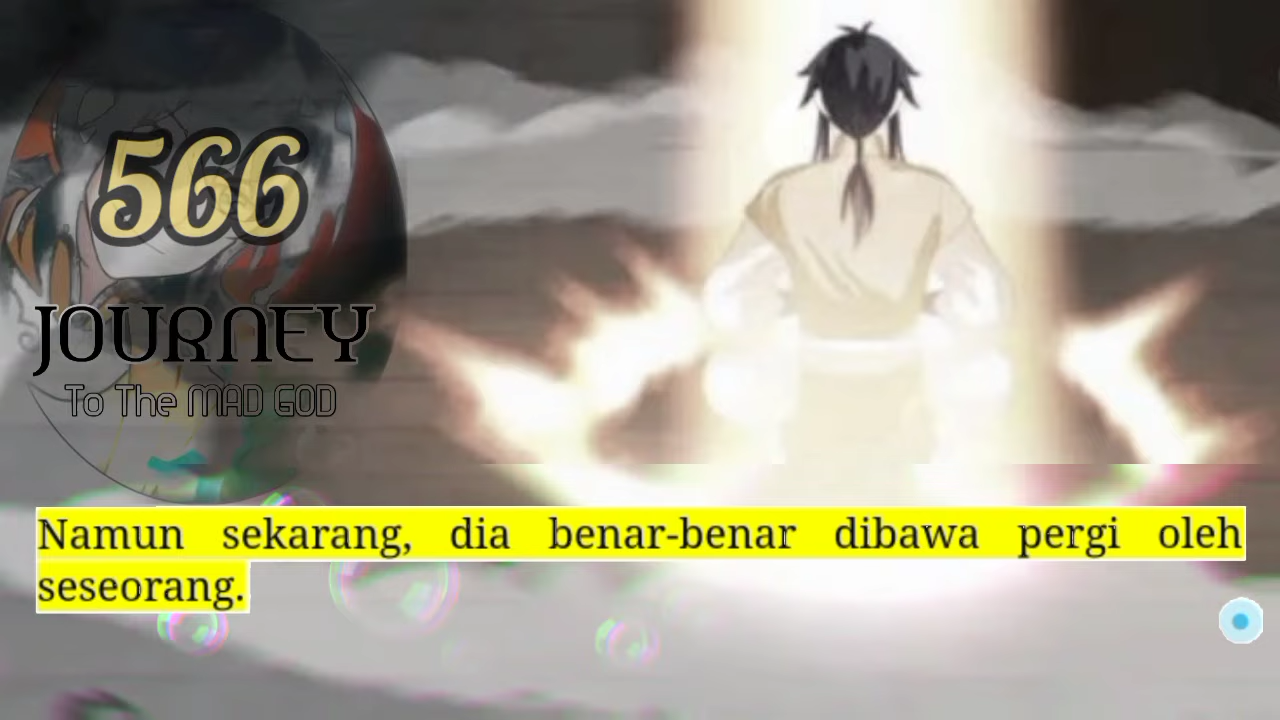 566
JOURNEY
To The MAD GOD
Namun sekarang, dia benar-benar dibawa pergi oleh
seseorang.